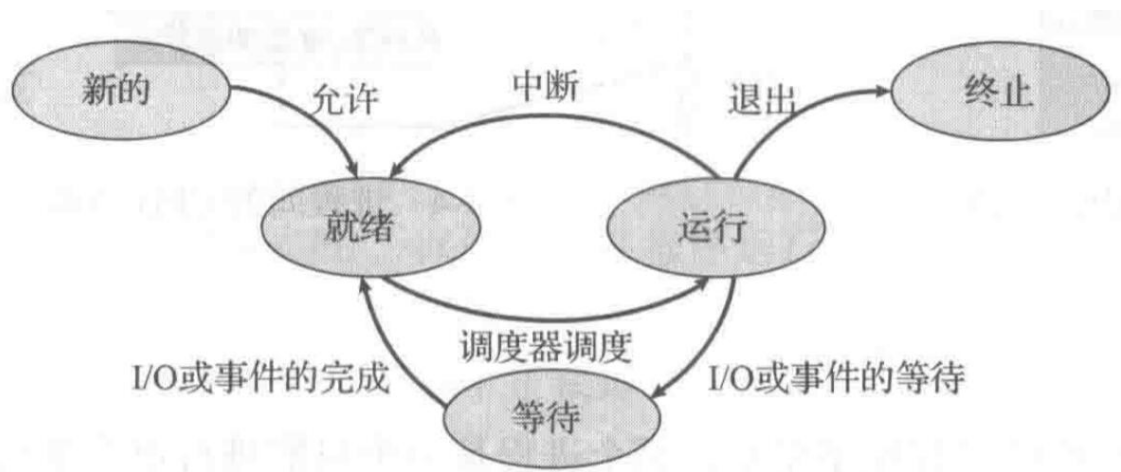 新的
允许
中断
退出
终止
就绪
运行
调度器调度
I/O或事件的完成
I/O或事件的等待
等待